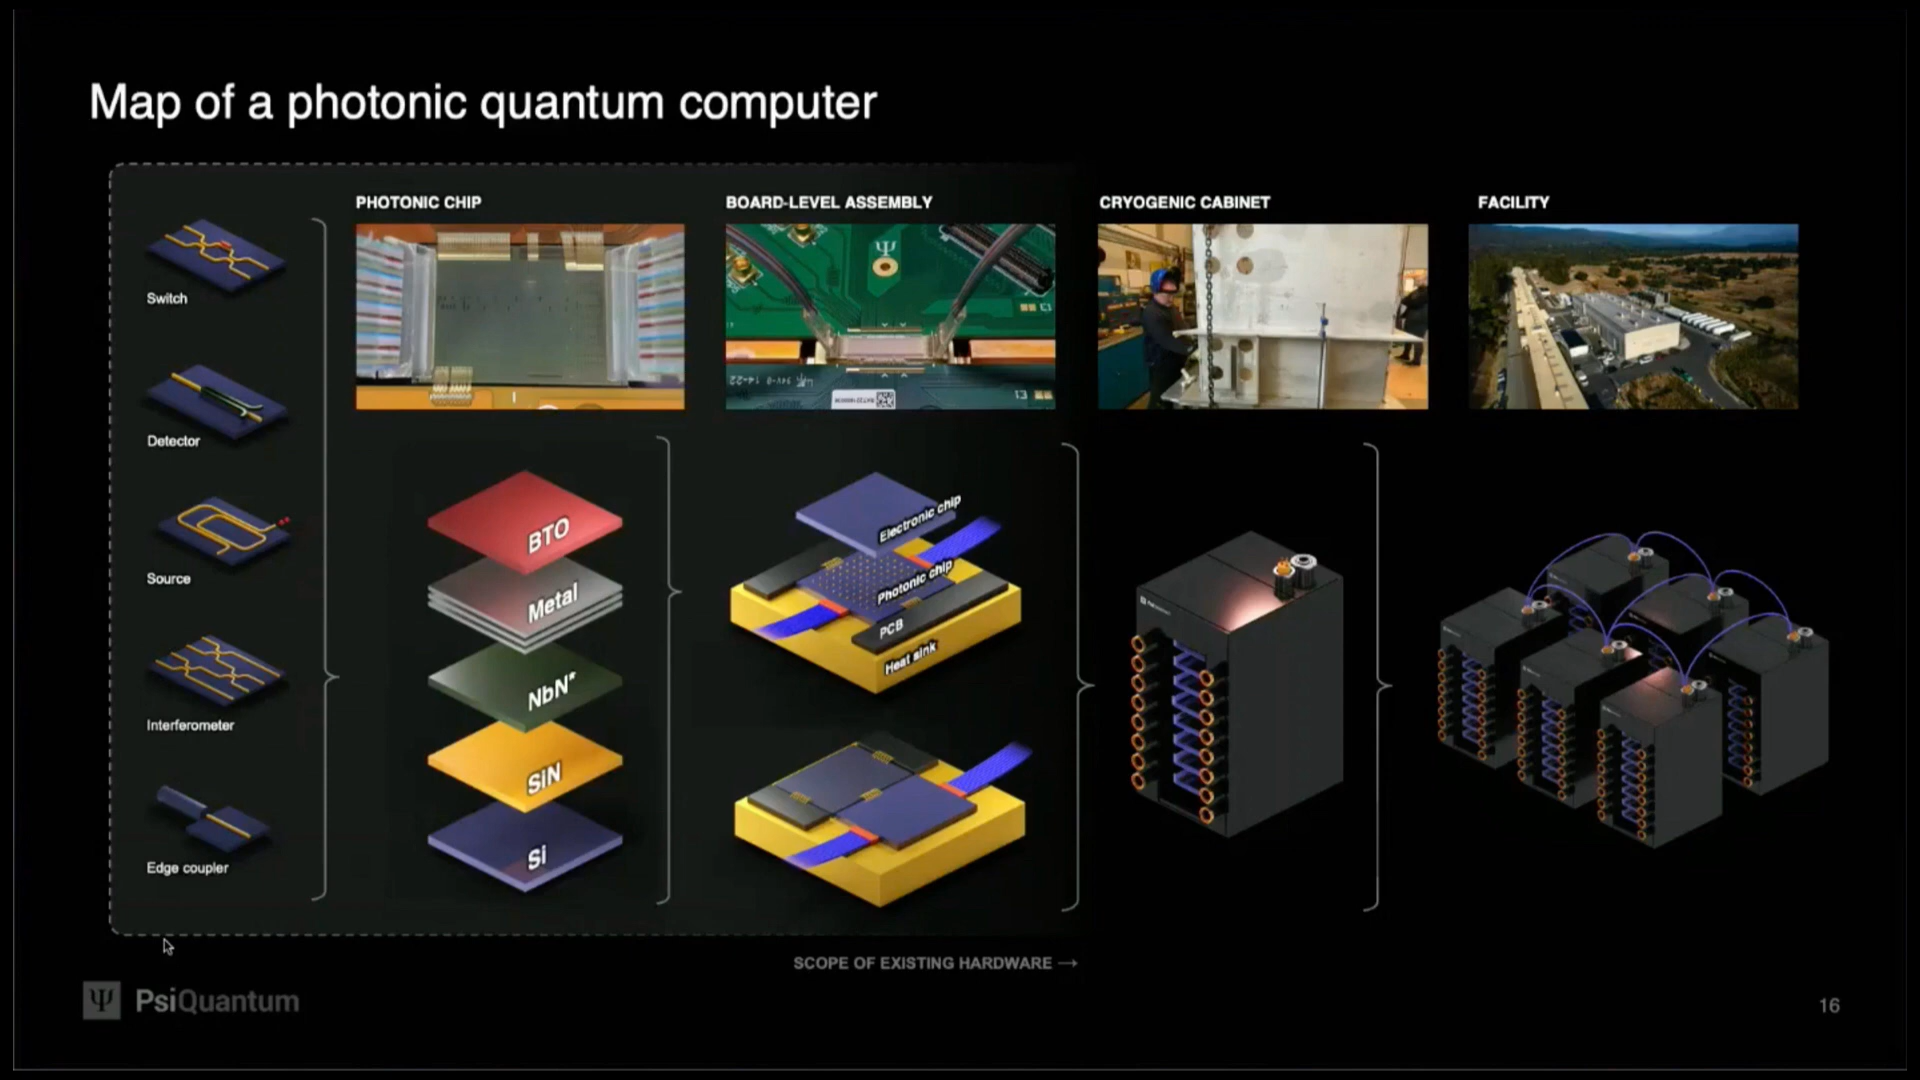 Map of a photonic quantum computer
PHOTONIC CHIP
BOARD-LEVEL ASSEMBLY
CRYOGENIC CABINET
FACILITY
Switch
Detector
Source
Interferometer
Edge coupler
BTO
Metal
NbN*
SiN
Si
Ψ
Electronic chip
Photonic chip
PCB
Heat sink
SCOPE OF EXISTING HARDWARE →
Ψ PsiQuantum
16